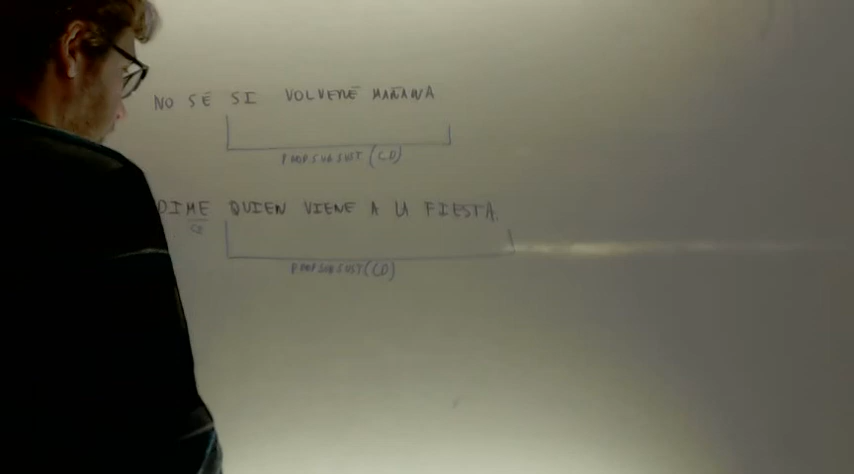 NO SÉ SI VOLVERÉ MAÑANA
PROP.SUB.SUST (CD)
DIME QUIEN VIENE A LA FIESTA.
CI
PROP.SUB.SUST (CD)